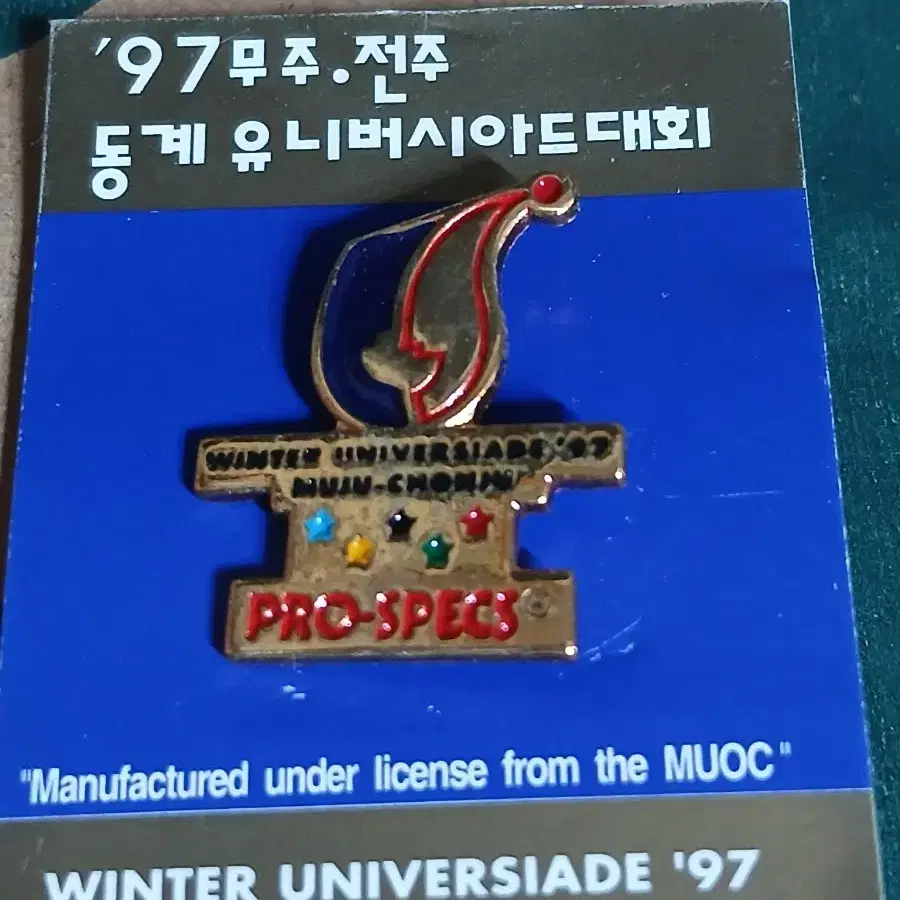 '97무주.전주
동계 유니버시아드대회
WINTER UNIVERSIADE '97
MUJU-CHONJU
PRO-SPECS®
"Manufactured under license from the MUOC"
WINTER UNIVERSIADE '97